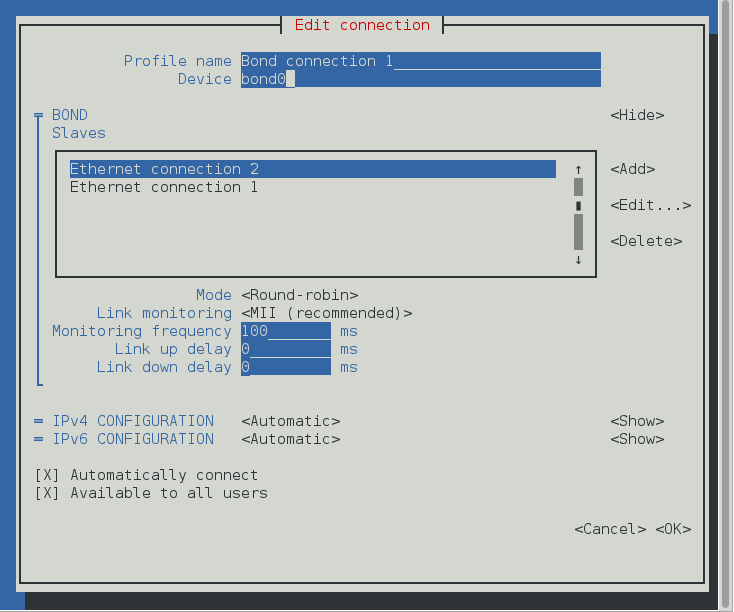 Edit connection
Profile name Bond connection 1
Device bond0
BOND <Hide>
Slaves
Ethernet connection 2 ↑ <Add>
Ethernet connection 1
<Edit...>
<Delete>
↓
Mode <Round-robin>
Link monitoring <MII (recommended)>
Monitoring frequency 100 ms
Link up delay 0 ms
Link down delay 0 ms
= IPv4 CONFIGURATION <Automatic> <Show>
= IPv6 CONFIGURATION <Automatic> <Show>
[X] Automatically connect
[X] Available to all users
<Cancel> <OK>